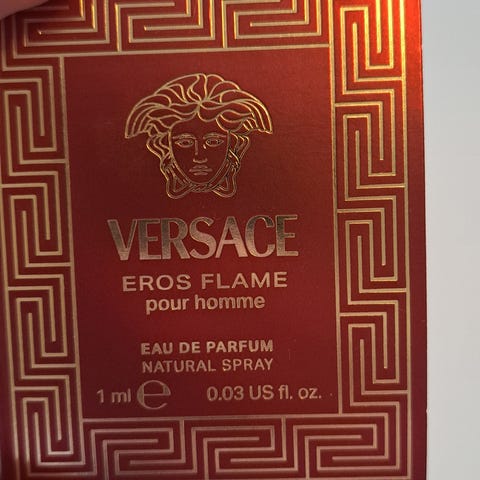 VERSACE
EROS FLAME
pour homme
EAU DE PARFUM
NATURAL SPRAY
1 ml ℮ 0.03 US fl. oz.